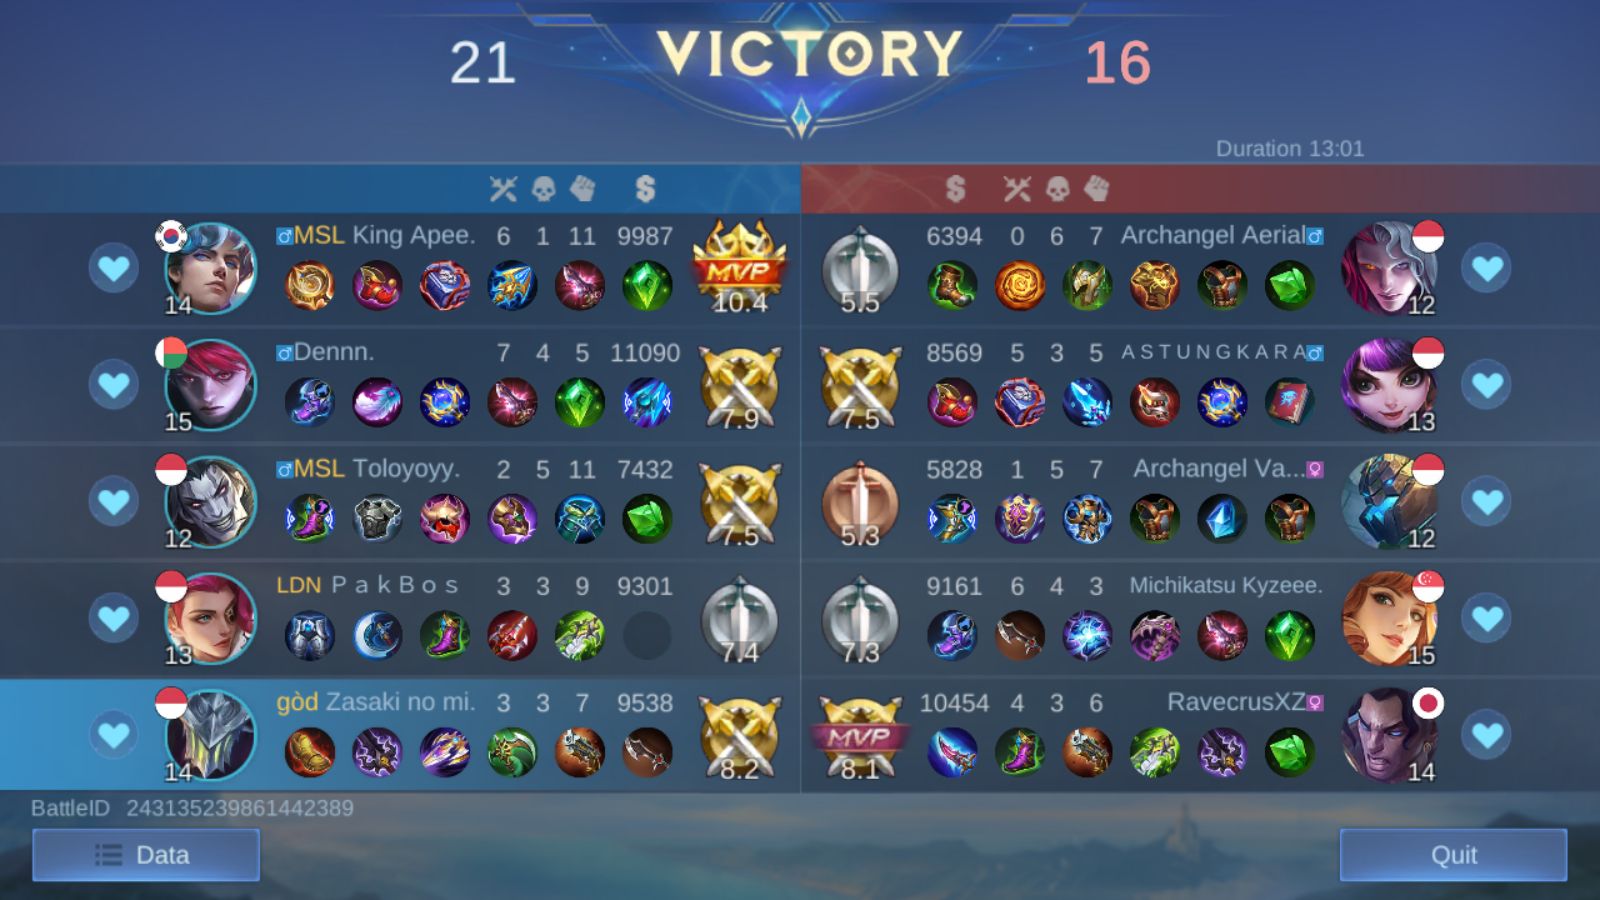 21 VICTORY 16
Duration 13:01
MSL King Apee. 6 1 11 9987
14 MVP 10.4
6394 0 6 7 Archangel Aerial
5.5 12
Dennn. 7 4 5 11090
15 7.9
8569 5 3 5 A S T U N G K A R A
7.5 13
MSL Toloyoyy. 2 5 11 7432
12 7.5
5828 1 5 7 Archangel Va...
5.3 12
LDN P a k B o s 3 3 9 9301
13 7.4
9161 6 4 3 Michikatsu Kyzeee.
7.3 15
gòd Zasaki no mi. 3 3 7 9538
14 8.2
10454 4 3 6 RavecrusXZ
MVP 8.1 14
BattleID 243135239861442389
Data
Quit